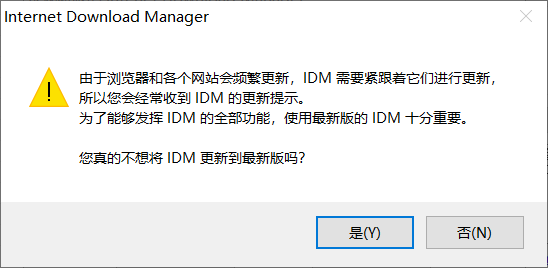 Internet Download Manager
由于浏览器和各个网站会频繁更新，IDM 需要紧跟着它们进行更新，
所以您会经常收到 IDM 的更新提示。
为了能够发挥 IDM 的全部功能，使用最新版的 IDM 十分重要。
您真的不想将 IDM 更新到最新版吗?
是(Y)
否(N)